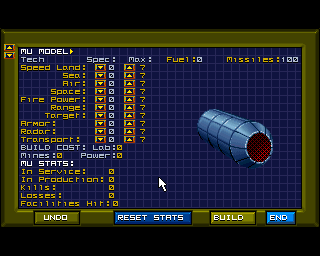 MU MODEL
Tech Spec: Max: Fuel:0 Missiles:100
Speed Land: 0 7
Sea: 0 7
Air: 0 7
Space: 0 7
Fire Power: 0 7
Range: 0 7
Target: 0 7
Armor: 0 7
Radar: 0 7
Transport: 0 7
BUILD COST: Lab:0
Mines:0 Power:0
MU STATS:
In Service: 0
In Production: 0
Kills: 0
Losses: 0
Facilities Hit: 0
UNDO RESET STATS BUILD END